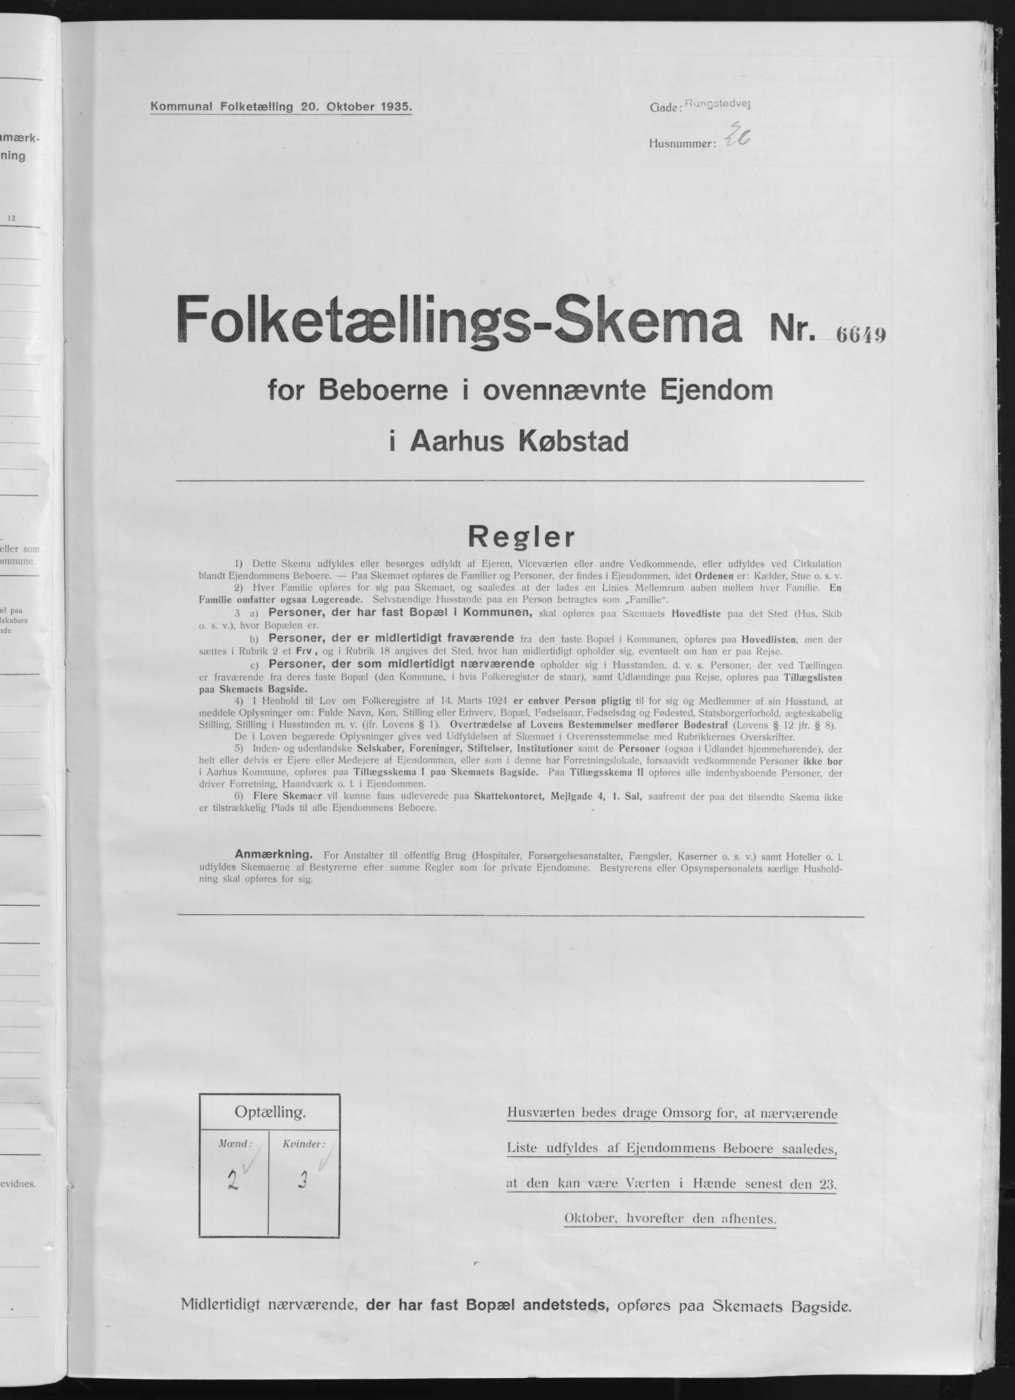 mærk-
ning
12
eller som
mmune.
el paa
lskabers
nde
evidnes.
Kommunal Folketælling 20. Oktober 1935.
Gade: Rungstedvej
Husnummer: 26
Folketællings-Skema Nr. 6649
for Beboerne i ovennævnte Ejendom
i Aarhus Købstad
Regler
1) Dette Skema udfyldes eller besørges udfyldt af Ejeren, Viceværten eller andre Vedkommende, eller udfyldes ved Cirkulation
blandt Ejendommens Beboere. — Paa Skemaet opføres de Familier og Personer, der findes i Ejendommen, idet Ordenen er: Kælder, Stue o. s. v.
2) Hver Familie opføres for sig paa Skemaet, og saaledes at der lades en Linies Mellemrum aaben mellem hver Familie. En
Familie omfatter ogsaa Logerende. Selvstændige Husstande paa en Person betragtes som „Familie“.
3 a) Personer, der har fast Bopæl i Kommunen, skal opføres paa Skemaets Hovedliste paa det Sted (Hus, Skib
o. s. v.), hvor Bopælen er.
b) Personer, der er midlertidigt fraværende fra den faste Bopæl i Kommunen, opføres paa Hovedlisten, men der
sættes i Rubrik 2 et Frv, og i Rubrik 18 angives det Sted, hvor han midlertidigt opholder sig, eventuelt om han er paa Rejse.
c) Personer, der som midlertidigt nærværende opholder sig i Husstanden, d. v. s. Personer, der ved Tællingen
er fraværende fra deres faste Bopæl (den Kommune, i hvis Folkeregister de staar), samt Udlændinge paa Rejse, opføres paa Tillægslisten
paa Skemaets Bagside.
4) I Henhold til Lov om Folkeregistre af 14. Marts 1924 er enhver Person pligtig til for sig og Medlemmer af sin Husstand, at
meddele Oplysninger om: Fulde Navn, Køn, Stilling eller Erhverv, Bopæl, Fødselsaar, Fødselsdag og Fødested, Statsborgerforhold, ægteskabelig
Stilling, Stilling i Husstanden m. v. (jfr. Lovens § 1). Overtrædelse af Lovens Bestemmelser medfører Bødestraf (Lovens § 12 jfr. § 8).
De i Loven begærede Oplysninger gives ved Udfyldelsen af Skemaet i Overensstemmelse med Rubrikkernes Overskrifter.
5) Inden- og udenlandske Selskaber, Foreninger, Stiftelser, Institutioner samt de Personer (ogsaa i Udlandet hjemmehørende), der
helt eller delvis er Ejere eller Medejere af Ejendommen, eller som i denne har Forretningslokale, forsaavidt vedkommende Personer ikke bor
i Aarhus Kommune, opføres paa Tillægsskema I paa Skemaets Bagside. Paa Tillægsskema II opføres alle indenbysboende Personer, der
driver Forretning, Haandværk o. l. i Ejendommen.
6) Flere Skemaer vil kunne faas udleverede paa Skattekontoret, Mejlgade 4, 1. Sal, saafremt der paa det tilsendte Skema ikke
er tilstrækkelig Plads til alle Ejendommens Beboere.
Anmærkning. For Anstalter til offentlig Brug (Hospitaler, Forsørgelsesanstalter, Fængsler, Kaserner o. s. v.) samt Hoteller o. l.
udfyldes Skemaerne af Bestyrerne efter samme Regler som for private Ejendomme. Bestyrerens eller Opsynspersonalets særlige Hushold-
ning skal opføres for sig.
Optælling.
Mænd: Kvinder:
2 3
Husværten bedes drage Omsorg for, at nærværende
Liste udfyldes af Ejendommens Beboere saaledes,
at den kan være Værten i Hænde senest den 23.
Oktober, hvorefter den afhentes.
Midlertidigt nærværende, der har fast Bopæl andetsteds, opføres paa Skemaets Bagside.